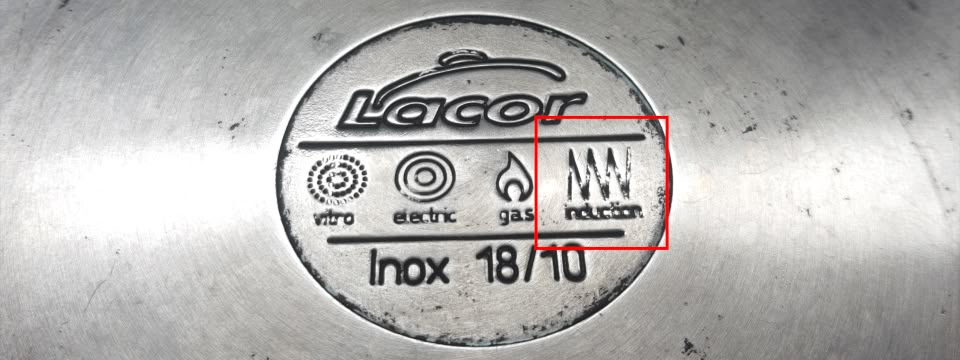 Lacor
vitro electric gas induction
Inox 18/10